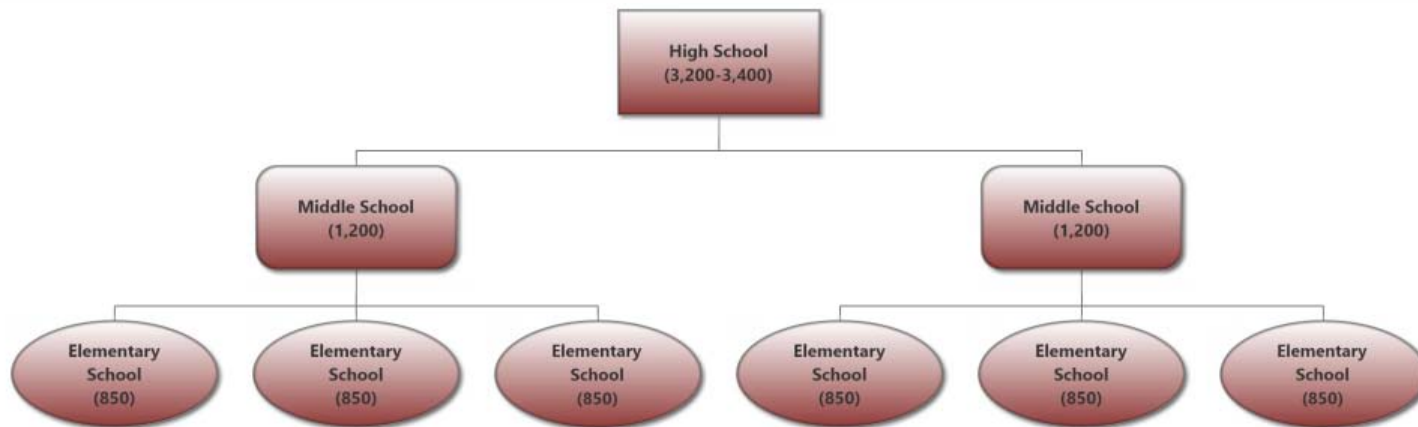 High School
(3,200-3,400)
Middle School
(1,200)
Middle School
(1,200)
Elementary
School
(850)
Elementary
School
(850)
Elementary
School
(850)
Elementary
School
(850)
Elementary
School
(850)
Elementary
School
(850)